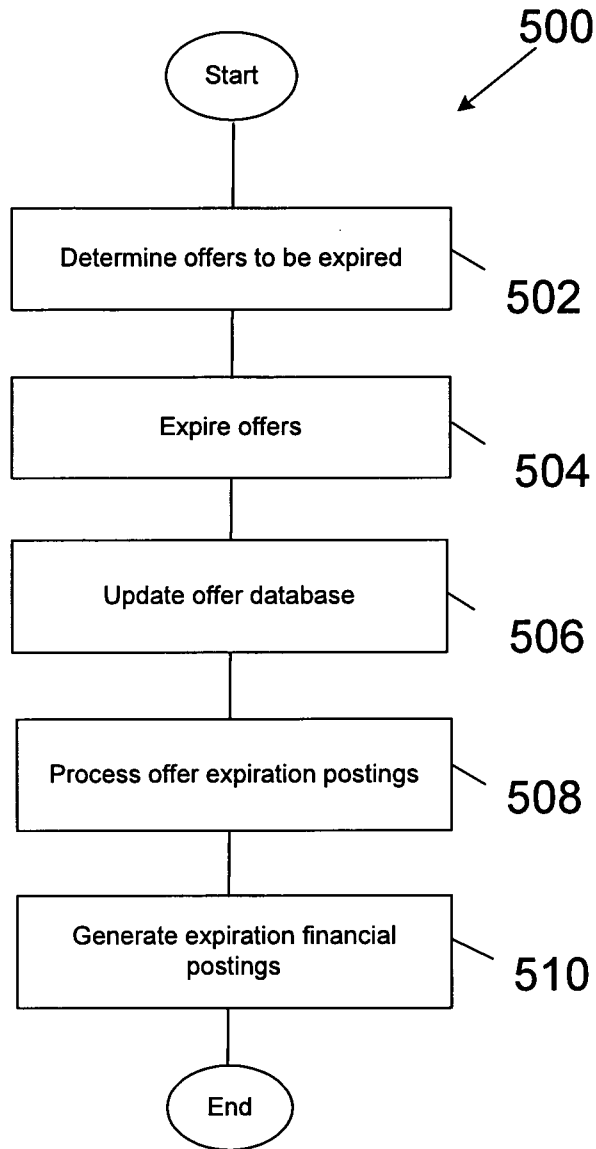 500
Start
Determine offers to be expired
502
Expire offers
504
Update offer database
506
Process offer expiration postings
508
Generate expiration financial
postings
510
End